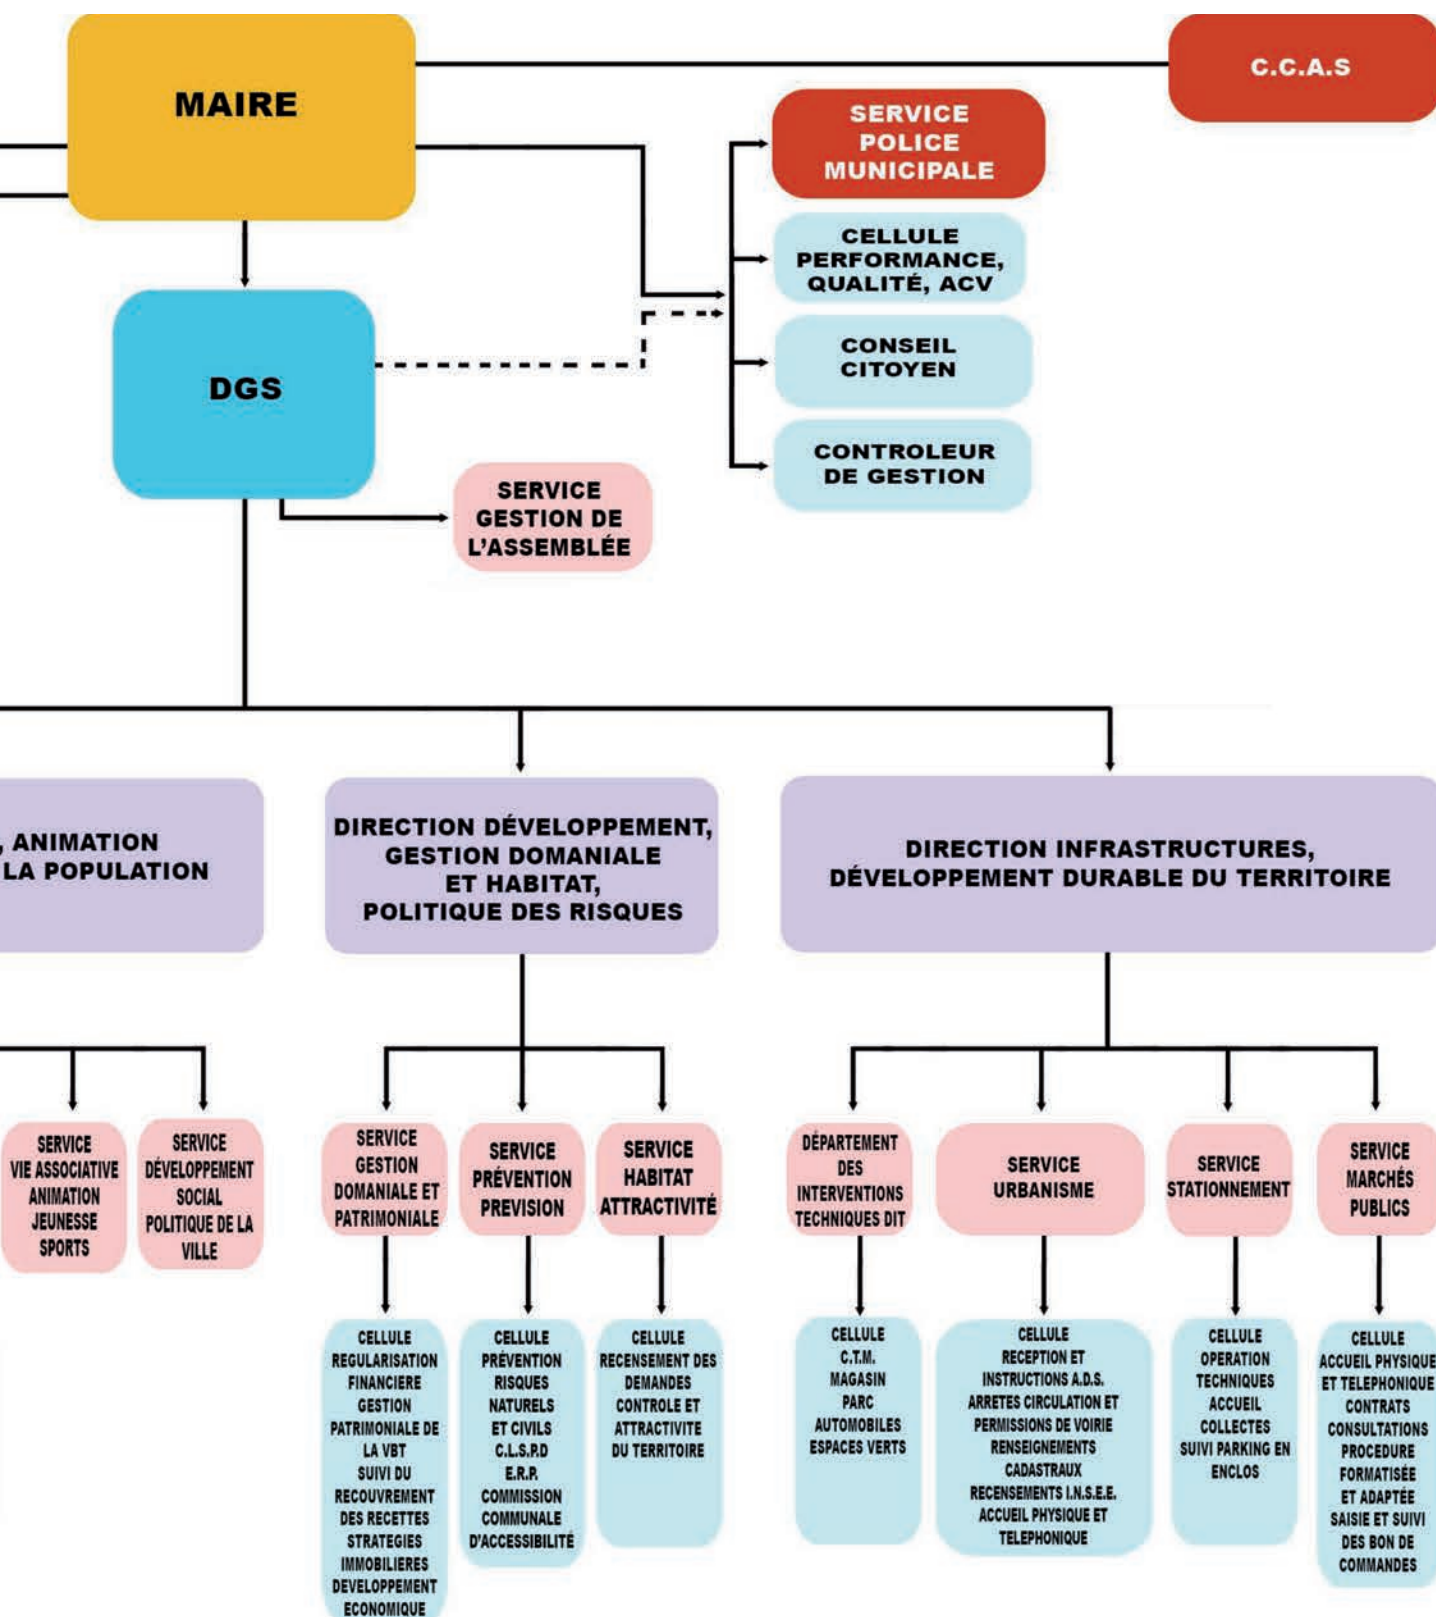 MAIRE
C.C.A.S
SERVICE
POLICE
MUNICIPALE
CELLULE
PERFORMANCE,
QUALITÉ, ACV
CONSEIL
CITOYEN
CONTROLEUR
DE GESTION
DGS
SERVICE
GESTION DE
L'ASSEMBLÉE
, ANIMATION
LA POPULATION
DIRECTION DÉVELOPPEMENT,
GESTION DOMANIALE
ET HABITAT,
POLITIQUE DES RISQUES
DIRECTION INFRASTRUCTURES,
DÉVELOPPEMENT DURABLE DU TERRITOIRE
SERVICE
VIE ASSOCIATIVE
ANIMATION
JEUNESSE
SPORTS
SERVICE
DÉVELOPPEMENT
SOCIAL
POLITIQUE DE LA
VILLE
SERVICE
GESTION
DOMANIALE ET
PATRIMONIALE
SERVICE
PRÉVENTION
PREVISION
SERVICE
HABITAT
ATTRACTIVITÉ
DÉPARTEMENT
DES
INTERVENTIONS
TECHNIQUES DIT
SERVICE
URBANISME
SERVICE
STATIONNEMENT
SERVICE
MARCHÉS
PUBLICS
CELLULE
REGULARISATION
FINANCIERE
GESTION
PATRIMONIALE DE
LA VBT
SUIVI DU
RECOUVREMENT
DES RECETTES
STRATEGIES
IMMOBILIERES
DEVELOPPEMENT
ECONOMIQUE
CELLULE
PRÉVENTION
RISQUES
NATURELS
ET CIVILS
C.L.S.P.D
E.R.P.
COMMISSION
COMMUNALE
D'ACCESSIBILITÉ
CELLULE
RECENSEMENT DES
DEMANDES
CONTROLE ET
ATTRACTIVITE
DU TERRITOIRE
CELLULE
C.T.M.
MAGASIN
PARC
AUTOMOBILES
ESPACES VERTS
CELLULE
RECEPTION ET
INSTRUCTIONS A.D.S.
ARRETES CIRCULATION ET
PERMISSIONS DE VOIRIE
RENSEIGNEMENTS
CADASTRAUX
RECENSEMENTS I.N.S.E.E.
ACCUEIL PHYSIQUE ET
TELEPHONIQUE
CELLULE
OPERATION
TECHNIQUES
ACCUEIL
COLLECTES
SUIVI PARKING EN
ENCLOS
CELLULE
ACCUEIL PHYSIQUE
ET TELEPHONIQUE
CONTRATS
CONSULTATIONS
PROCEDURE
FORMATISÉE
ET ADAPTÉE
SAISIE ET SUIVI
DES BON DE
COMMANDES